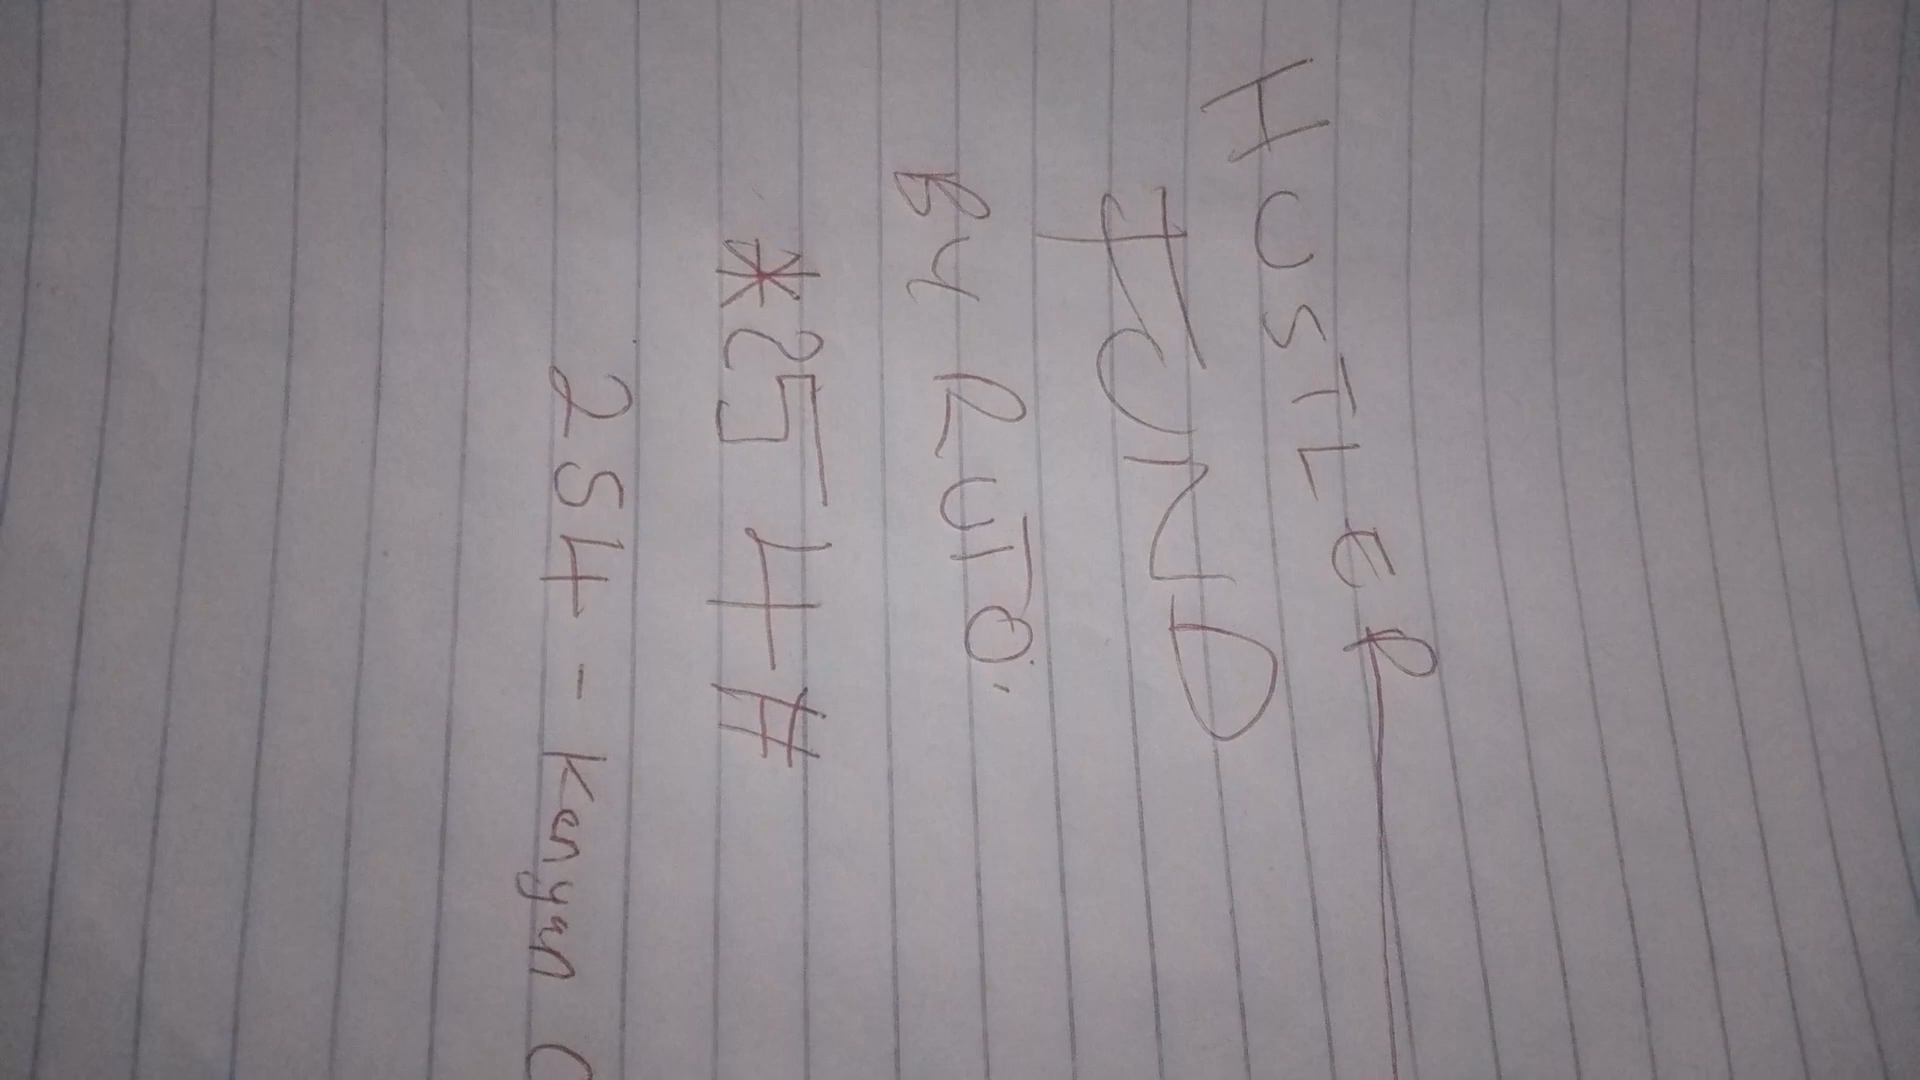 HUSTLER
FUND
BY RUTO.
*254#
254 - Kenyan